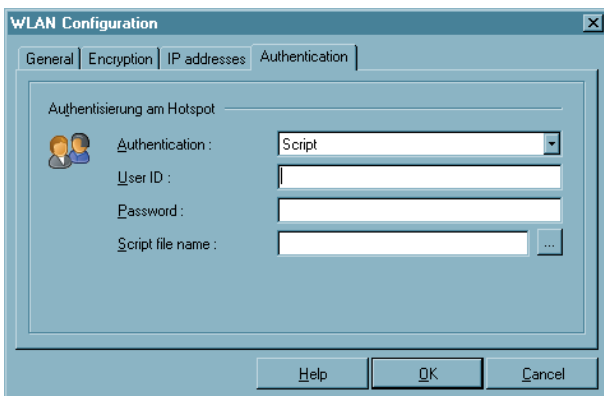 WLAN Configuration
General Encryption IP addresses Authentication
Authentisierung am Hotspot
Authentication : Script
User ID :
Password :
Script file name : ...
Help OK Cancel